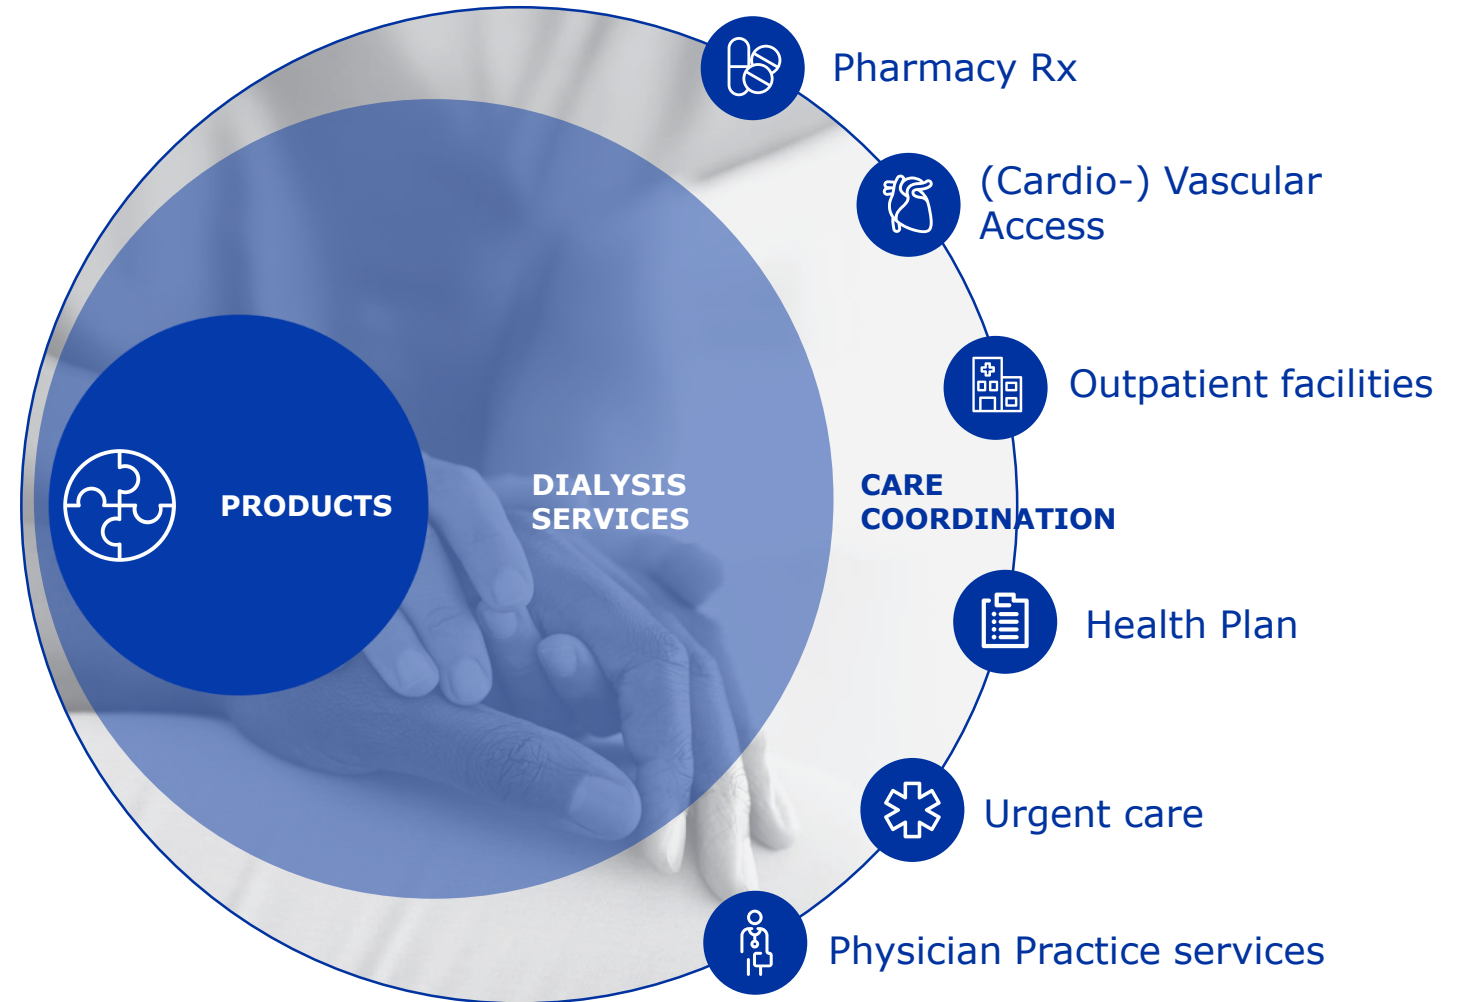 Pharmacy Rx
(Cardio-) Vascular
Access
Outpatient facilities
PRODUCTS
DIALYSIS
SERVICES
CARE
COORDINATION
Health Plan
Urgent care
Physician Practice services